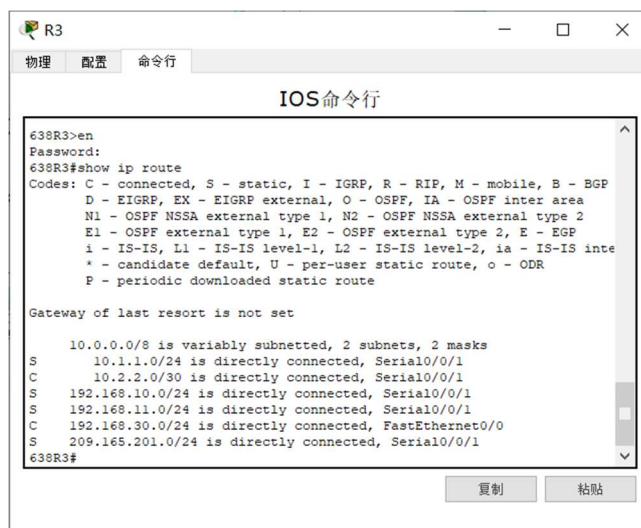 R3
物理 配置 命令行
IOS命令行
638R3>en
Password:
638R3#show ip route
Codes: C - connected, S - static, I - IGRP, R - RIP, M - mobile, B - BGP
D - EIGRP, EX - EIGRP external, O - OSPF, IA - OSPF inter area
N1 - OSPF NSSA external type 1, N2 - OSPF NSSA external type 2
E1 - OSPF external type 1, E2 - OSPF external type 2, E - EGP
i - IS-IS, L1 - IS-IS level-1, L2 - IS-IS level-2, ia - IS-IS inte
* - candidate default, U - per-user static route, o - ODR
P - periodic downloaded static route
Gateway of last resort is not set
10.0.0.0/8 is variably subnetted, 2 subnets, 2 masks
S 10.1.1.0/24 is directly connected, Serial0/0/1
C 10.2.2.0/30 is directly connected, Serial0/0/1
S 192.168.10.0/24 is directly connected, Serial0/0/1
S 192.168.11.0/24 is directly connected, Serial0/0/1
C 192.168.30.0/24 is directly connected, FastEthernet0/0
S 209.165.201.0/24 is directly connected, Serial0/0/1
638R3#
复制 粘贴